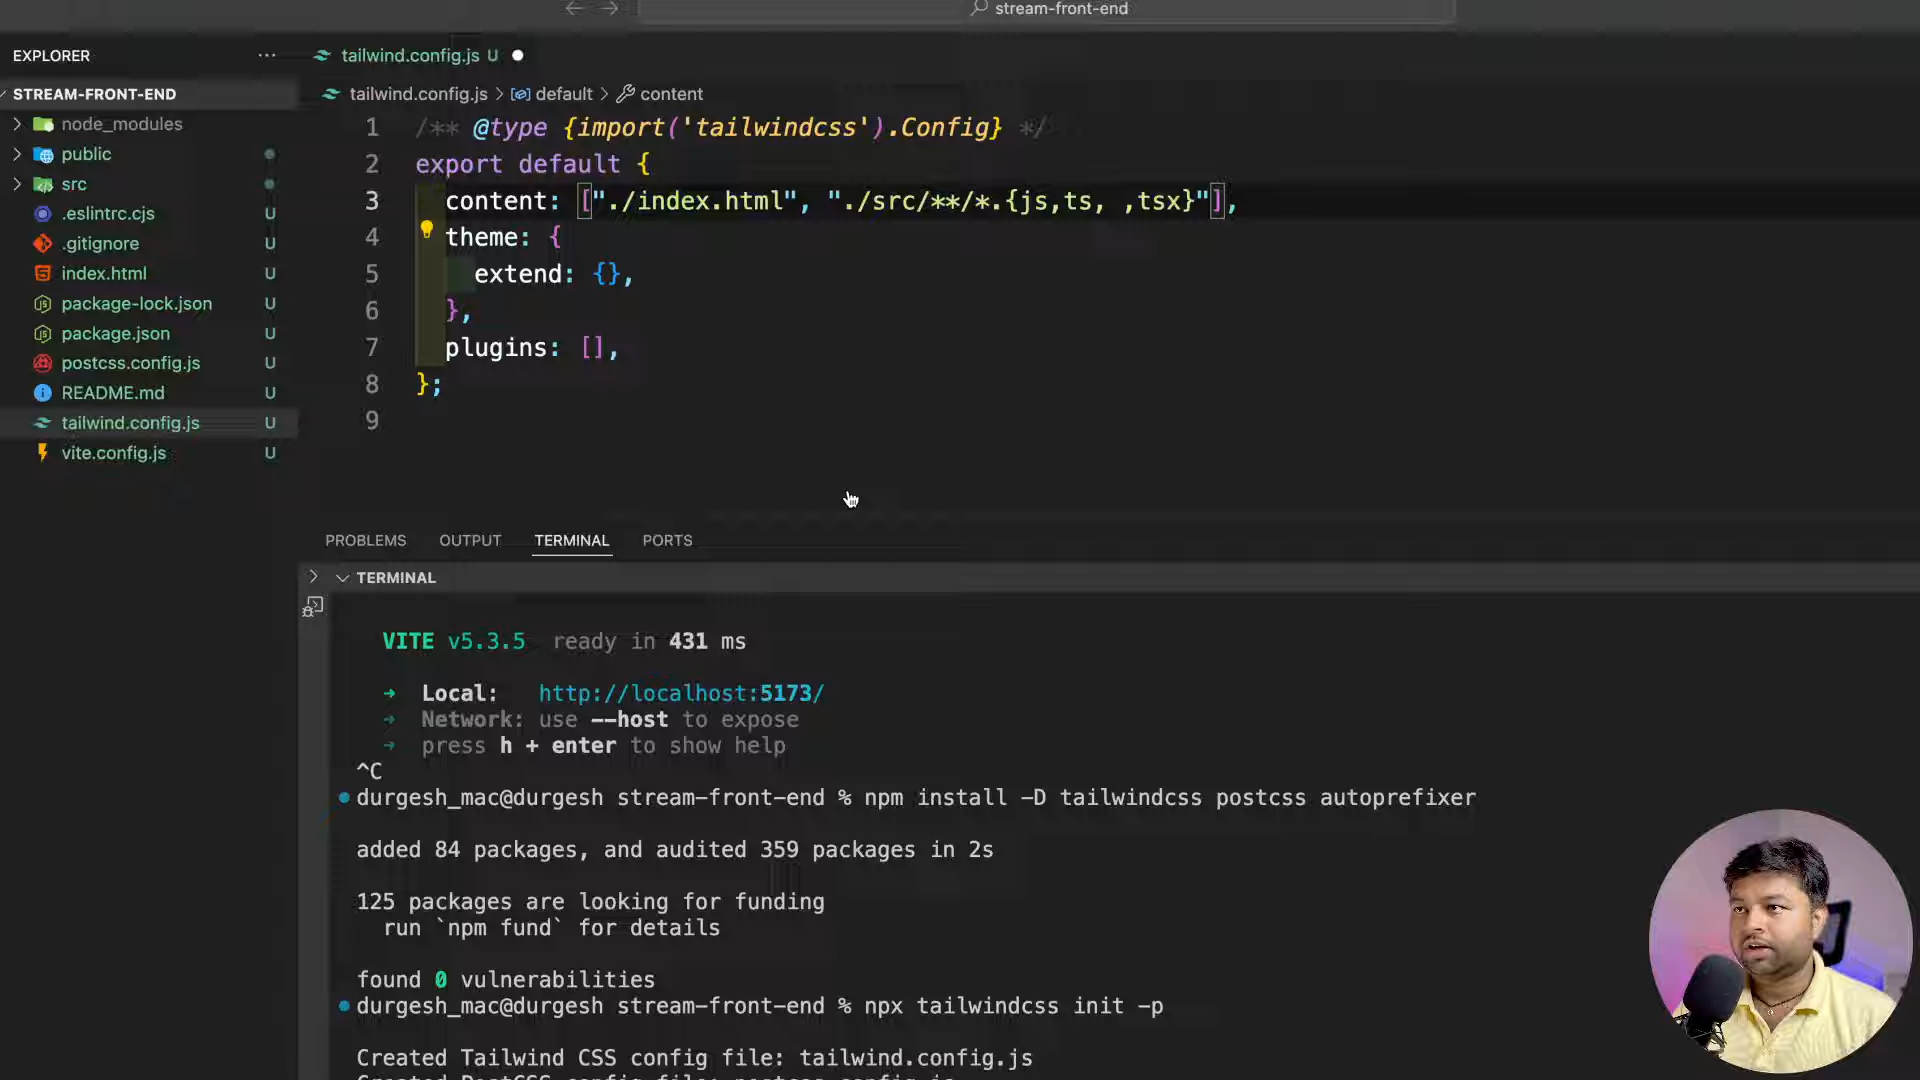 stream-front-end
EXPLORER
tailwind.config.js U
STREAM-FRONT-END
tailwind.config.js > default > content
node_modules
public
src
.eslintrc.cjs U
.gitignore U
index.html U
package-lock.json U
package.json U
postcss.config.js U
README.md U
tailwind.config.js U
vite.config.js U
1 /** @type {import('tailwindcss').Config} */
2 export default {
3 content: ["./index.html", "./src/**/*.{js,ts, ,tsx}"],
4 theme: {
5 extend: {},
6 },
7 plugins: [],
8 };
9
PROBLEMS OUTPUT TERMINAL PORTS
TERMINAL
VITE v5.3.5 ready in 431 ms
➜ Local: http://localhost:5173/
➜ Network: use --host to expose
➜ press h + enter to show help
^C
durgesh_mac@durgesh stream-front-end % npm install -D tailwindcss postcss autoprefixer
added 84 packages, and audited 359 packages in 2s
125 packages are looking for funding
run `npm fund` for details
found 0 vulnerabilities
durgesh_mac@durgesh stream-front-end % npx tailwindcss init -p
Created Tailwind CSS config file: tailwind.config.js